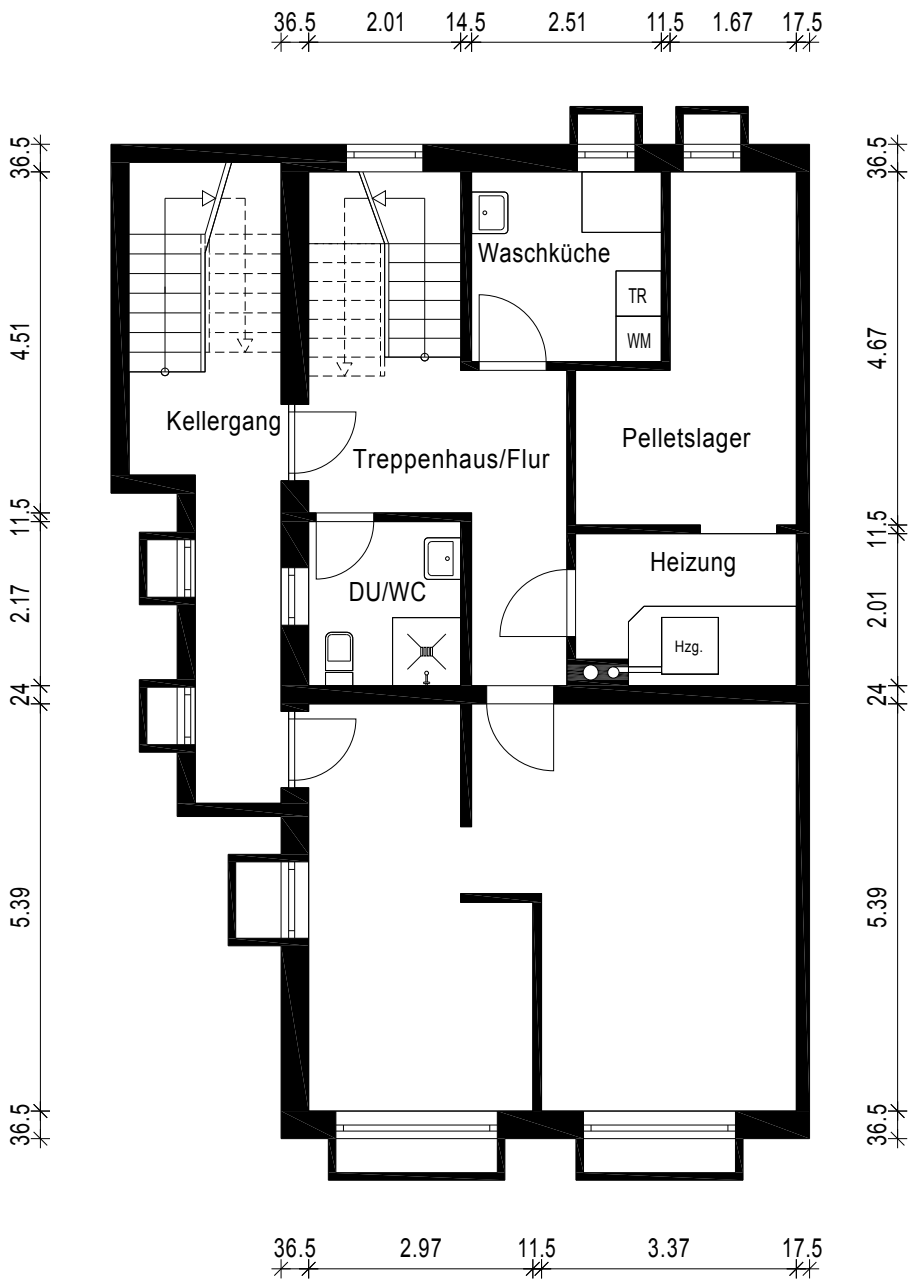 36.5 2.01 14.5 2.51 11.5 1.67 17.5
36.5
4.51
11.5
2.17
24
5.39
36.5
Waschküche
TR
WM
Kellergang
Treppenhaus/Flur
Pelletslager
DU/WC
Heizung
Hzg.
36.5
4.67
11.5
2.01
24
5.39
36.5
36.5 2.97 11.5 3.37 17.5